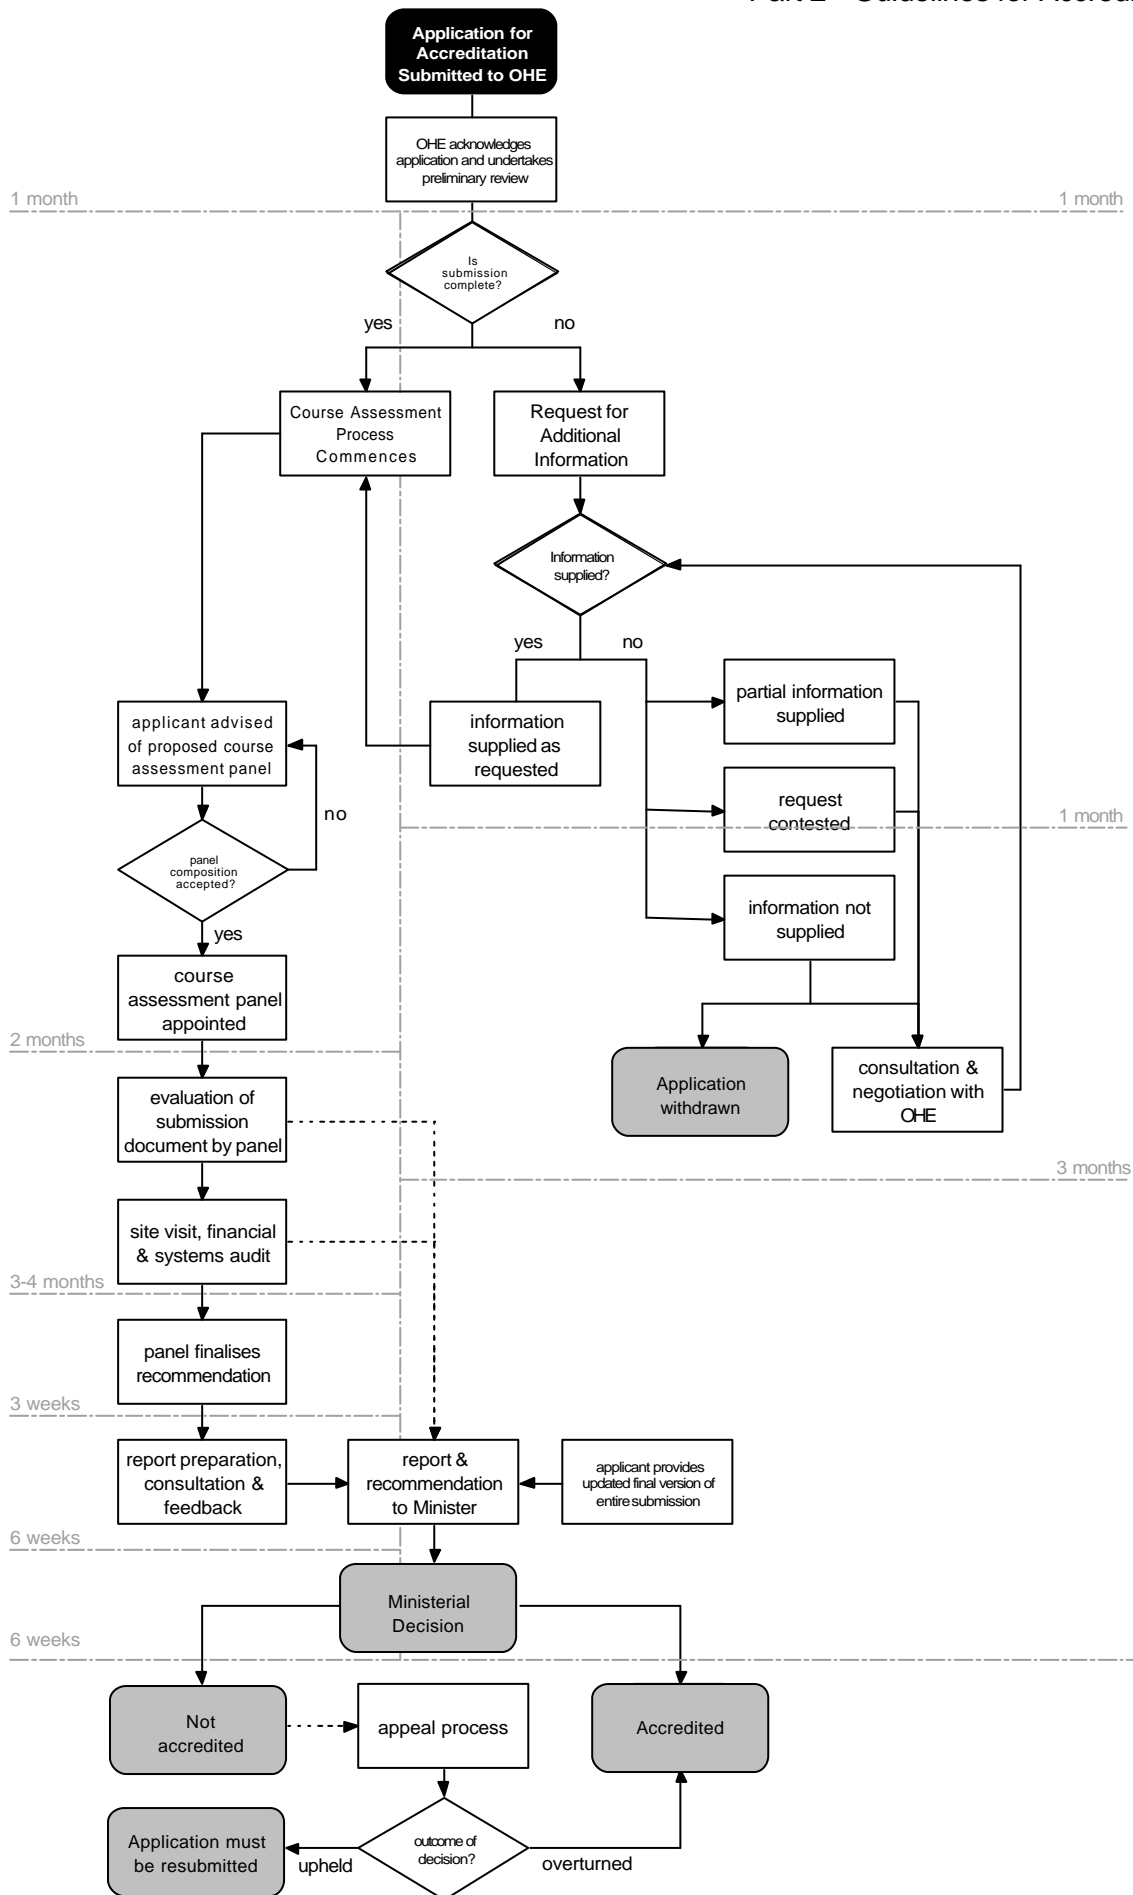 Part 2 - Guidelines for Accredi
Application for
Accreditation
Submitted to OHE
OHE acknowledges
application and undertakes
preliminary review
1 month
1 month
Is
submission
complete?
yes
no
Course Assessment
Process
Commences
Request for
Additional
Information
Information
supplied?
yes
no
partial information
supplied
applicant advised
of proposed course
assessment panel
information
supplied as
requested
request
contested
no
1 month
panel
composition
accepted?
information not
supplied
yes
course
assessment panel
appointed
2 months
Application
withdrawn
consultation &
negotiation with
OHE
evaluation of
submission
document by panel
3 months
site visit, financial
& systems audit
3-4 months
panel finalises
recommendation
3 weeks
report preparation,
consultation &
feedback
report &
recommendation
to Minister
applicant provides
updated final version of
entire submission
6 weeks
Ministerial
Decision
6 weeks
Not
accredited
appeal process
Accredited
Application must
be resubmitted
upheld
outcome of
decision?
overturned